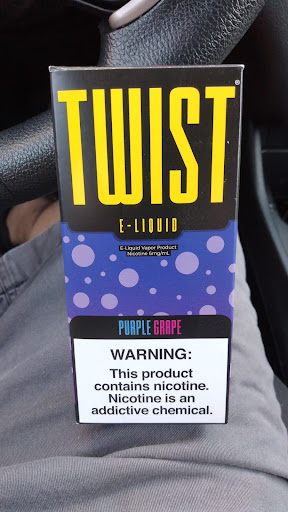 TWIST®
E-LIQUID
E-Liquid Vapor Product
Nicotine 6mg/mL
PURPLE GRAPE
WARNING:
This product
contains nicotine.
Nicotine is an
addictive chemical.